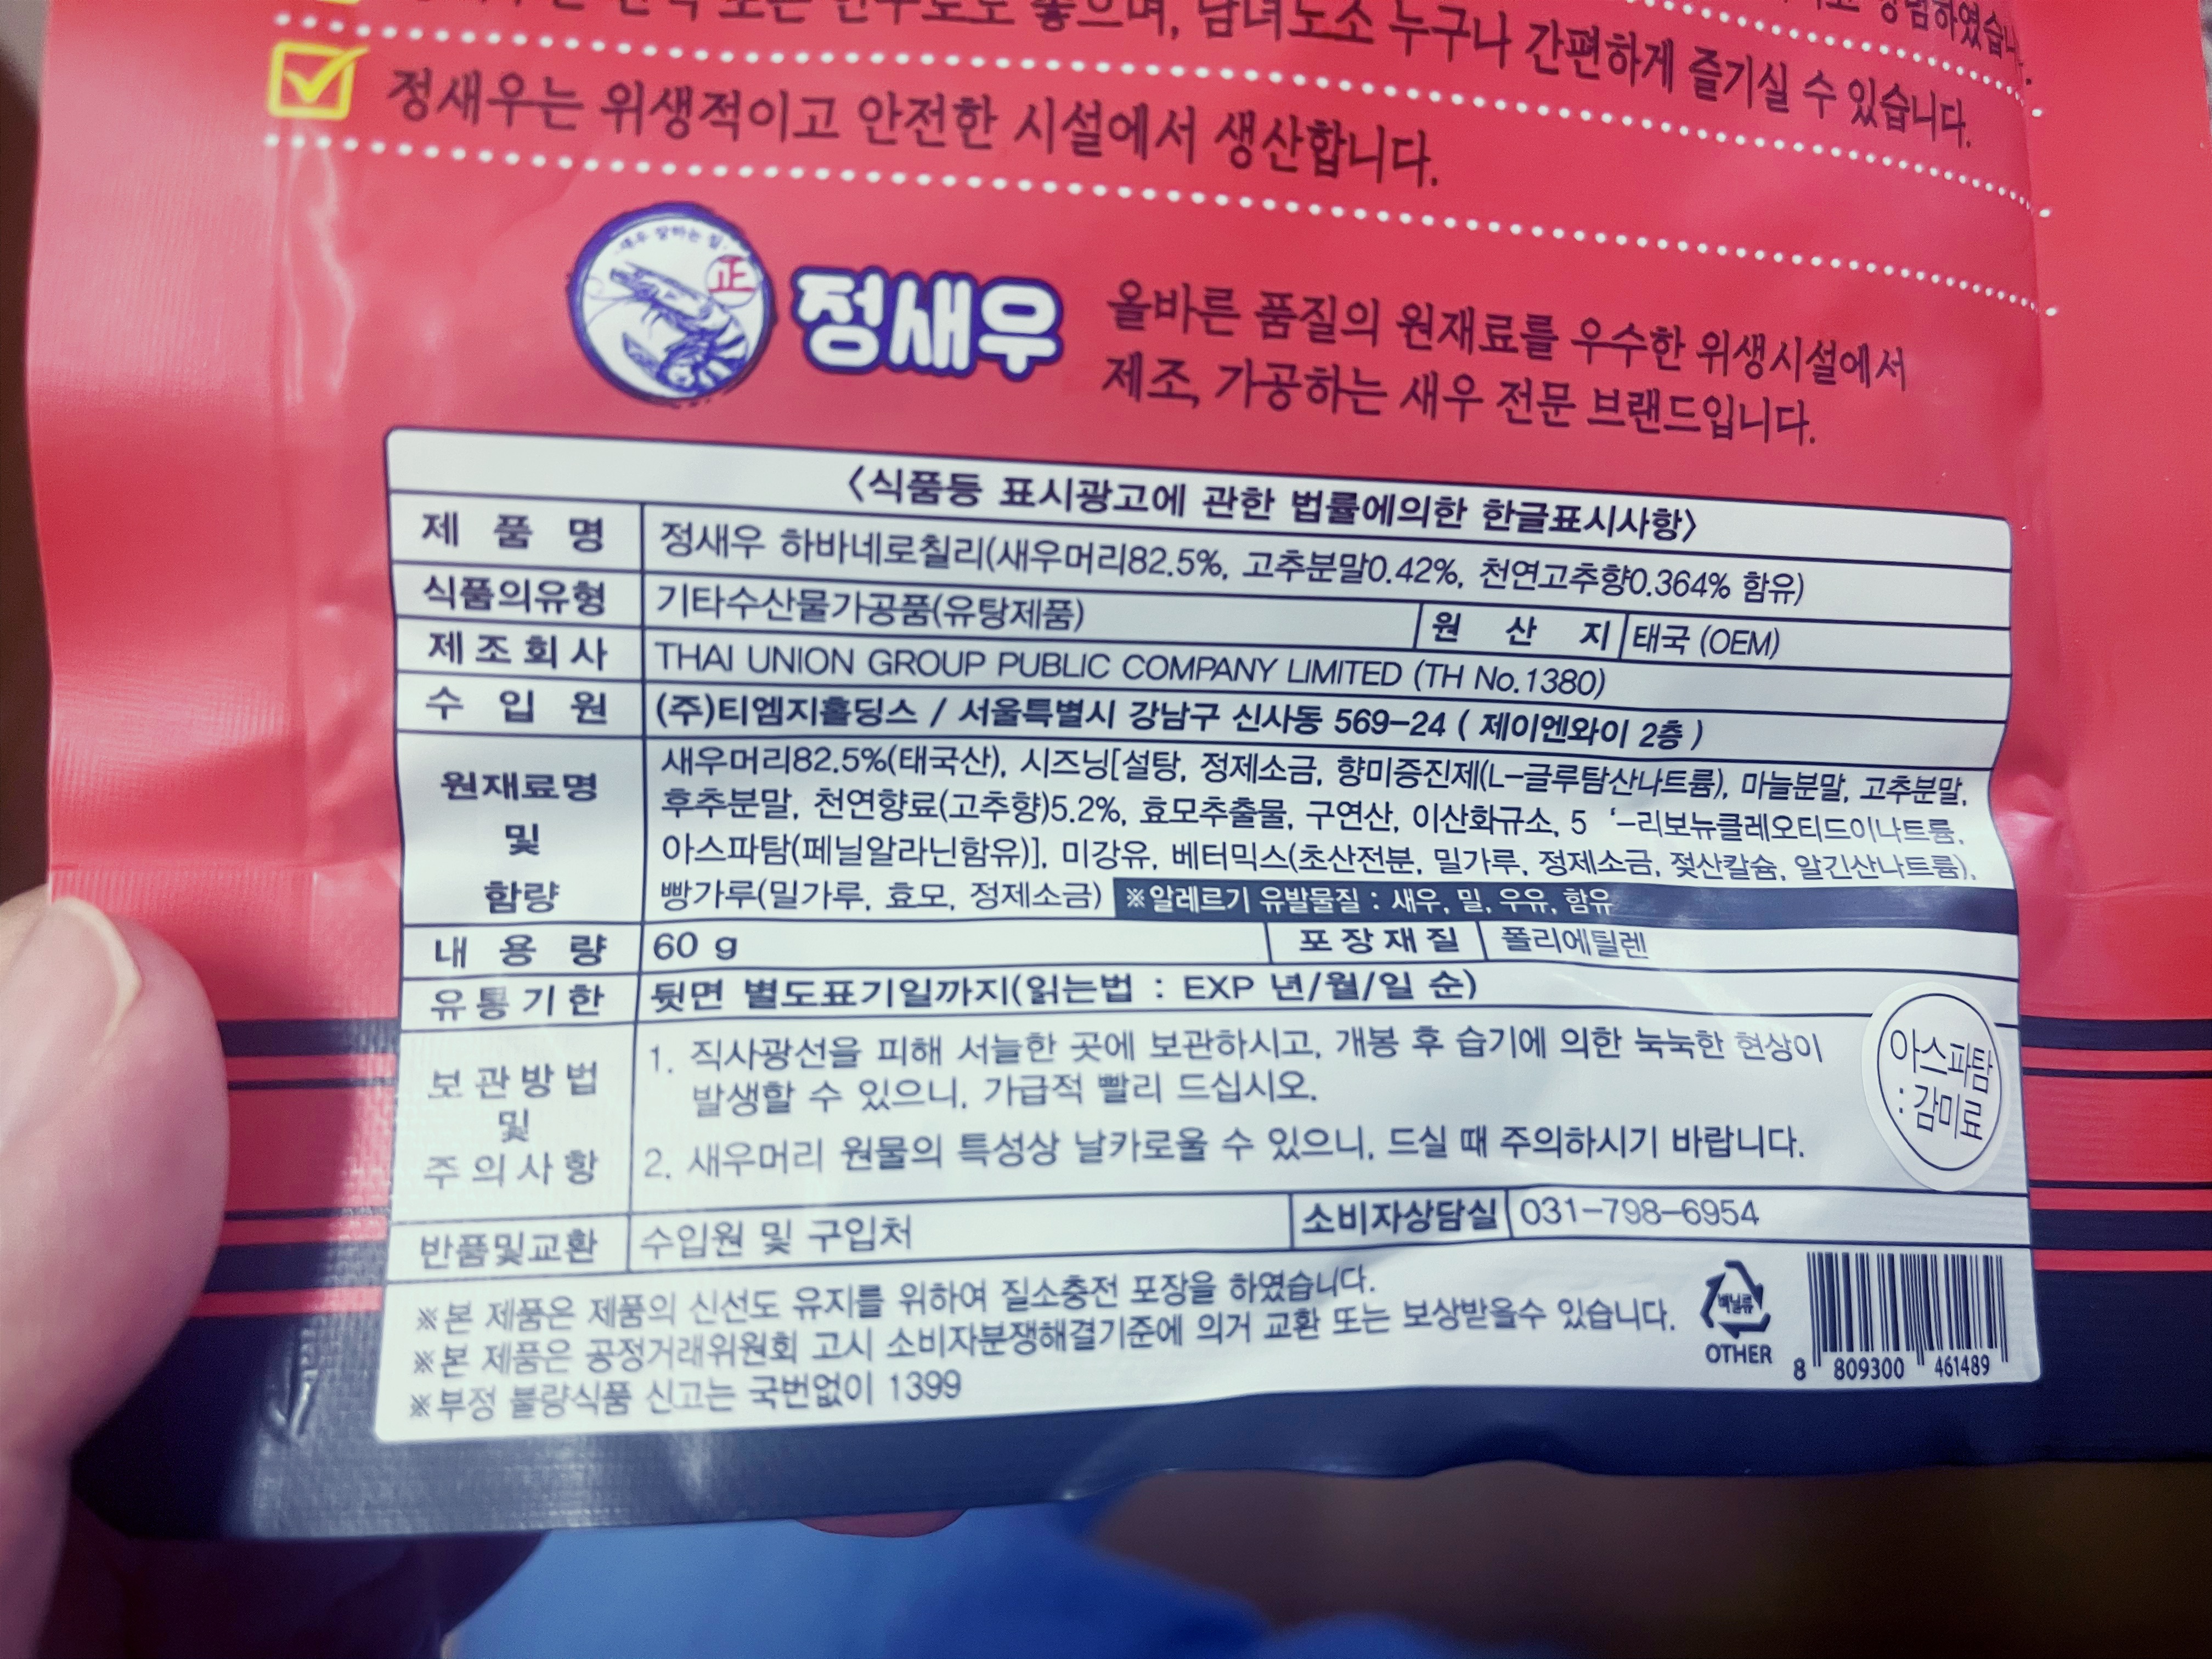 좋으며, 남녀노소 누구나 간편하게 즐기실 수 있습니다.
정새우는 위생적이고 안전한 시설에서 생산합니다.
正
정새우
올바른 품질의 원재료를 우수한 위생시설에서
제조, 가공하는 새우 전문 브랜드입니다.
<식품등 표시광고에 관한 법률에의한 한글표시사항>
제 품 명 정새우 하바네로칠리(새우머리82.5%, 고추분말0.42%, 천연고추향0.364% 함유)
식품의유형 기타수산물가공품(유탕제품) 원 산 지 태국 (OEM)
제조회사 THAI UNION GROUP PUBLIC COMPANY LIMITED (TH No.1380)
수 입 원 (주)티엠지홀딩스 / 서울특별시 강남구 신사동 569-24 ( 제이엔와이 2층 )
원재료명 및 함량
새우머리82.5%(태국산), 시즈닝[설탕, 정제소금, 향미증진제(L-글루탐산나트륨), 마늘분말, 고추분말,
후추분말, 천연향료(고추향)5.2%, 효모추출물, 구연산, 이산화규소, 5 '-리보뉴클레오티드이나트륨,
아스파탐(페닐알라닌함유)], 미강유, 베터믹스(초산전분, 밀가루, 정제소금, 젖산칼슘, 알긴산나트륨),
빵가루(밀가루, 효모, 정제소금) ※알레르기 유발물질 : 새우, 밀, 우유, 함유
내 용 량 60 g 포장재질 폴리에틸렌
유통기한 뒷면 별도표기일까지(읽는법 : EXP 년/월/일 순)
보관방법 및 주의사항
1. 직사광선을 피해 서늘한 곳에 보관하시고, 개봉 후 습기에 의한 눅눅한 현상이
발생할 수 있으니, 가급적 빨리 드십시오.
2. 새우머리 원물의 특성상 날카로울 수 있으니, 드실 때 주의하시기 바랍니다.
아스파탐
: 감미료
반품및교환 수입원 및 구입처 소비자상담실 031-798-6954
※본 제품은 제품의 신선도 유지를 위하여 질소충전 포장을 하였습니다.
※본 제품은 공정거래위원회 고시 소비자분쟁해결기준에 의거 교환 또는 보상받을수 있습니다.
※부정 불량식품 신고는 국번없이 1399
비닐류
OTHER
8 809300 461489